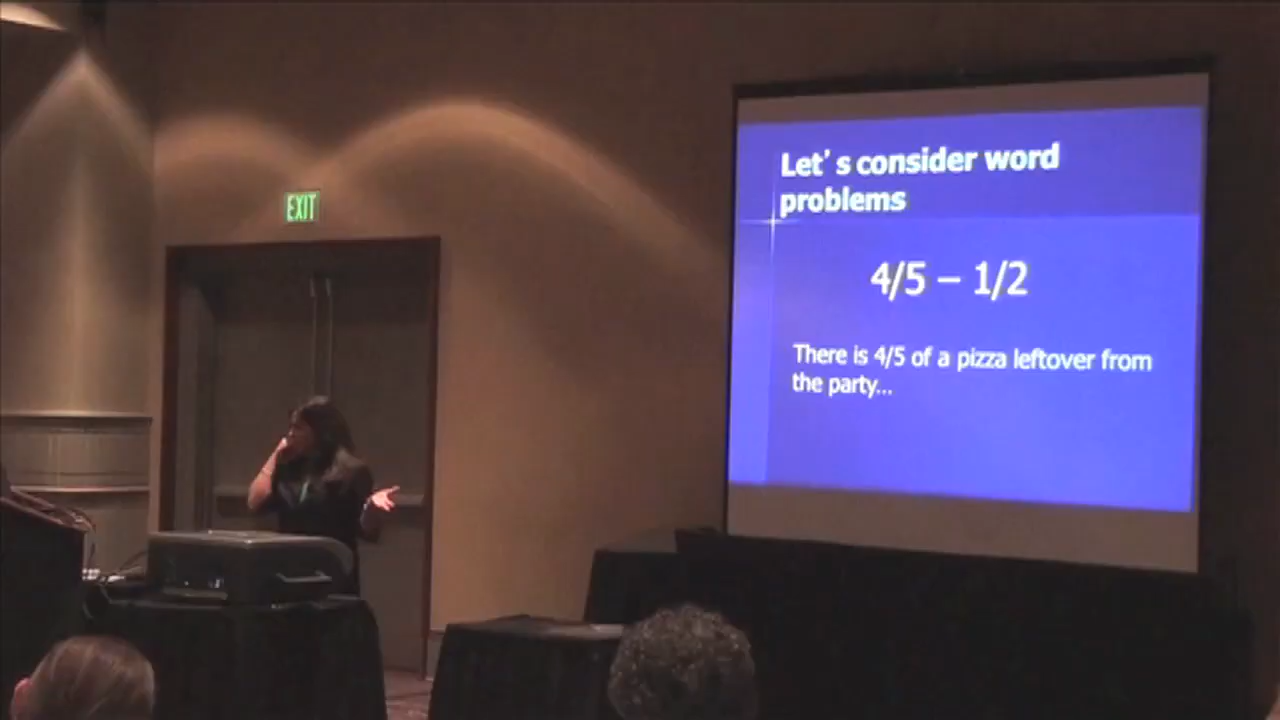 EXIT
Let's consider word
problems
4/5 – 1/2
There is 4/5 of a pizza leftover from
the party...